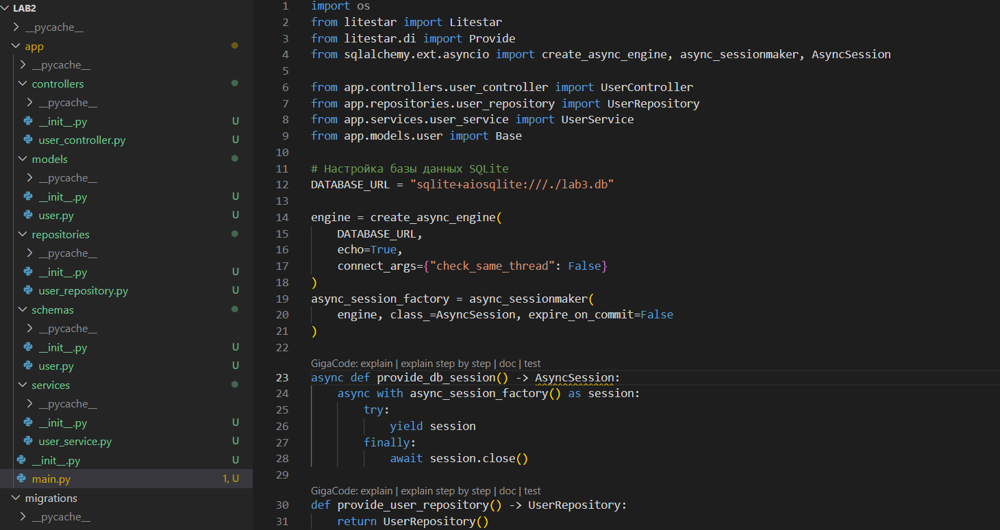 LAB2
__pycache__
app
__pycache__
controllers
__pycache__
__init__.py U
user_controller.py U
models
__pycache__
__init__.py U
user.py U
repositories
__pycache__
__init__.py U
user_repository.py U
schemas
__pycache__
__init__.py U
user.py U
services
__pycache__
__init__.py U
user_service.py U
__init__.py U
main.py 1, U
migrations
__pycache__
1 import os
2 from litestar import Litestar
3 from litestar.di import Provide
4 from sqlalchemy.ext.asyncio import create_async_engine, async_sessionmaker, AsyncSession
5
6 from app.controllers.user_controller import UserController
7 from app.repositories.user_repository import UserRepository
8 from app.services.user_service import UserService
9 from app.models.user import Base
10
11 # Настройка базы данных SQLite
12 DATABASE_URL = "sqlite+aiosqlite:///./lab3.db"
13
14 engine = create_async_engine(
15     DATABASE_URL,
16     echo=True,
17     connect_args={"check_same_thread": False}
18 )
19 async_session_factory = async_sessionmaker(
20     engine, class_=AsyncSession, expire_on_commit=False
21 )
22
GigaCode: explain | explain step by step | doc | test
23 async def provide_db_session() -> AsyncSession:
24     async with async_session_factory() as session:
25         try:
26             yield session
27         finally:
28             await session.close()
29
GigaCode: explain | explain step by step | doc | test
30 def provide_user_repository() -> UserRepository:
31     return UserRepository()